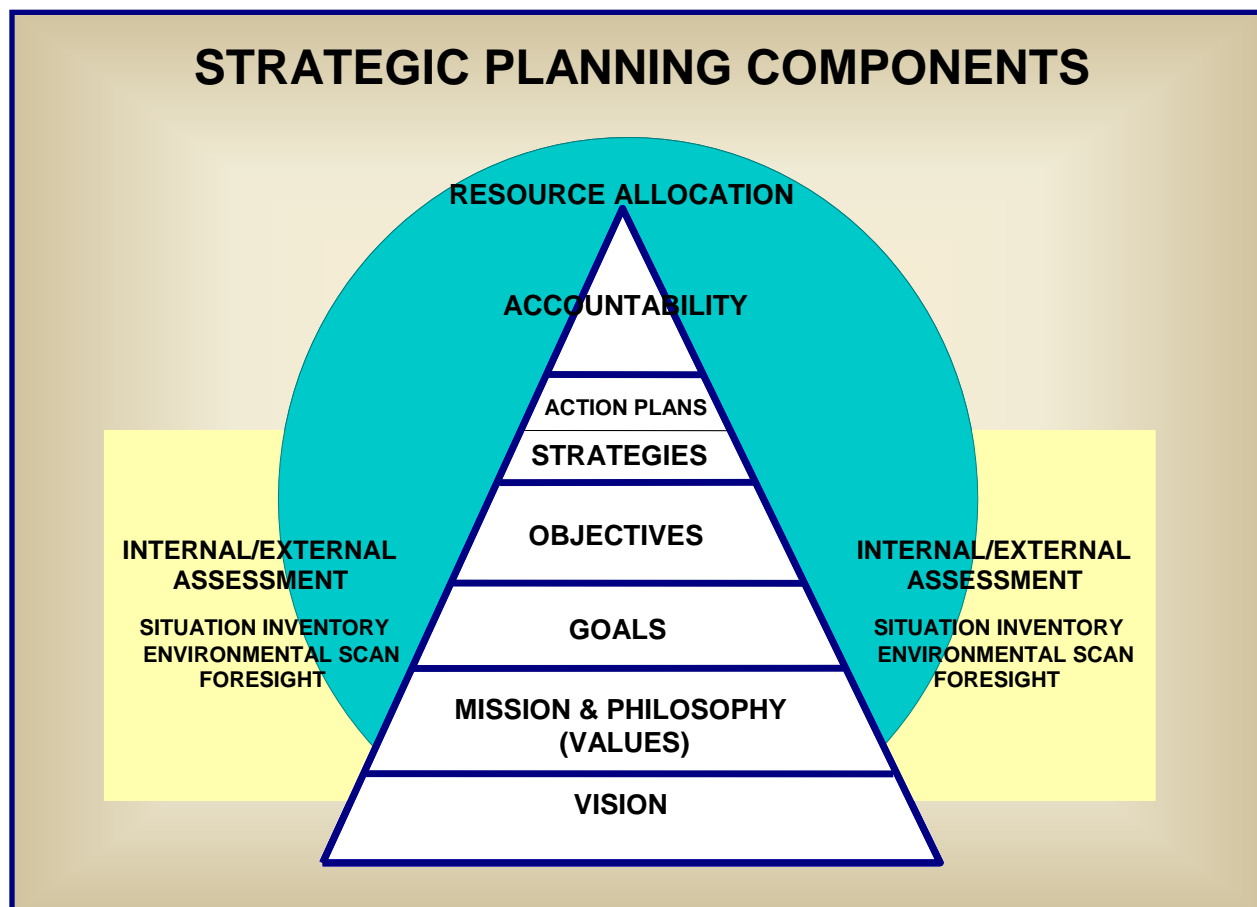 STRATEGIC PLANNING COMPONENTS
RESOURCE ALLOCATION
ACCOUNTABILITY
ACTION PLANS
STRATEGIES
OBJECTIVES
GOALS
MISSION & PHILOSOPHY
(VALUES)
VISION
INTERNAL/EXTERNAL
ASSESSMENT
SITUATION INVENTORY
ENVIRONMENTAL SCAN
FORESIGHT
INTERNAL/EXTERNAL
ASSESSMENT
SITUATION INVENTORY
ENVIRONMENTAL SCAN
FORESIGHT